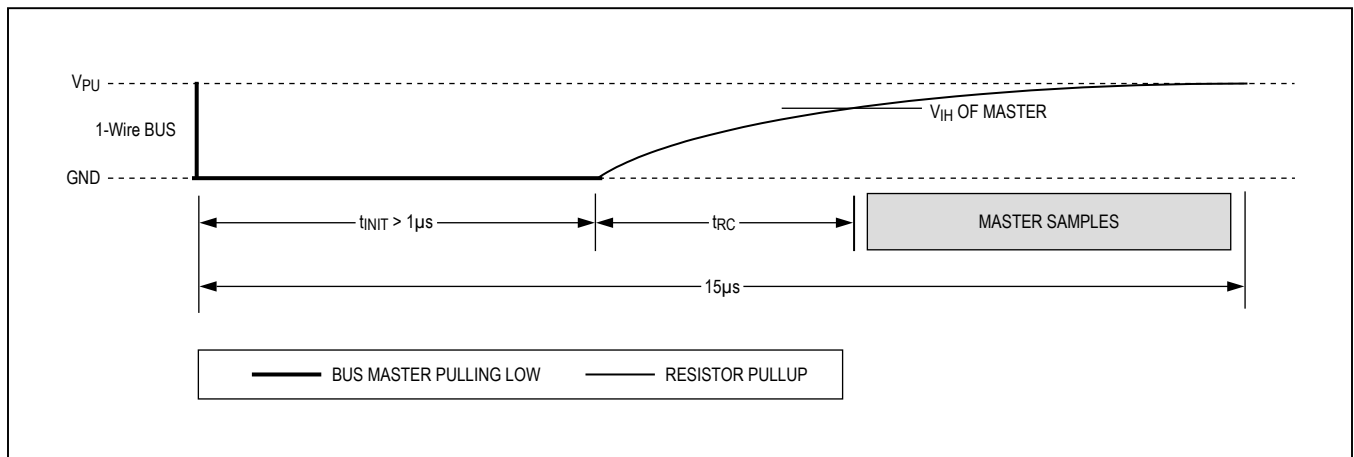 VPU
1-Wire BUS
VIH OF MASTER
GND
tINIT > 1µs
tRC
MASTER SAMPLES
15µs
BUS MASTER PULLING LOW
RESISTOR PULLUP